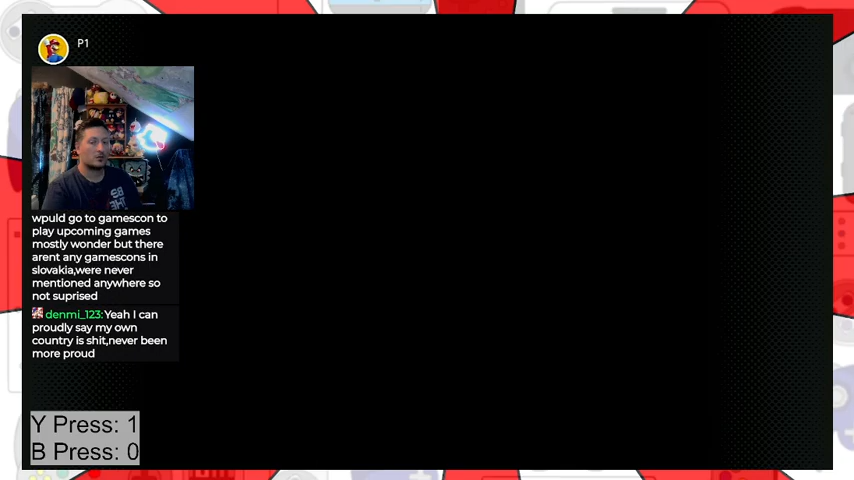 P1
wpuld go to gamescon to
play upcoming games
mostly wonder but there
arent any gamescons in
slovakia,were never
mentioned anywhere so
not suprised
denmi_123:Yeah I can
proudly say my own
country is shit,never been
more proud
Y Press: 1
B Press: 0